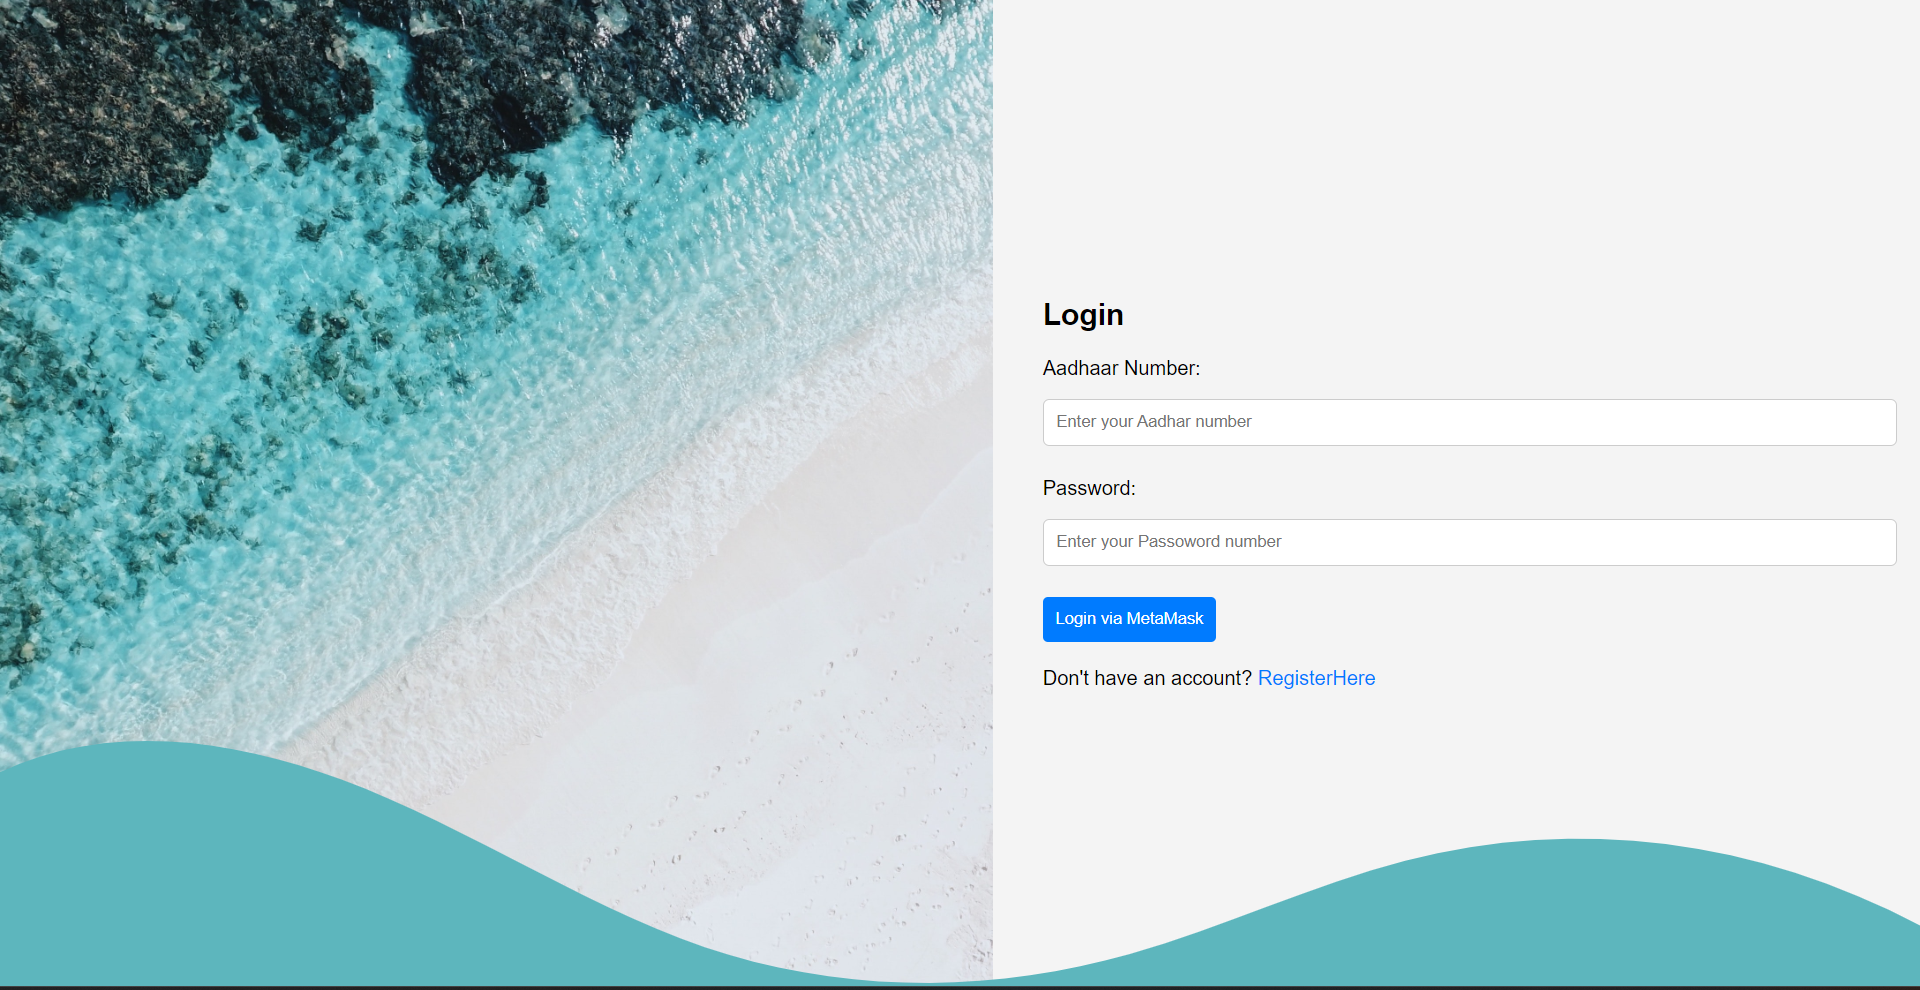 Login
Aadhaar Number:
Enter your Aadhar number
Password:
Enter your Passoword number
Login via MetaMask
Don't have an account? RegisterHere